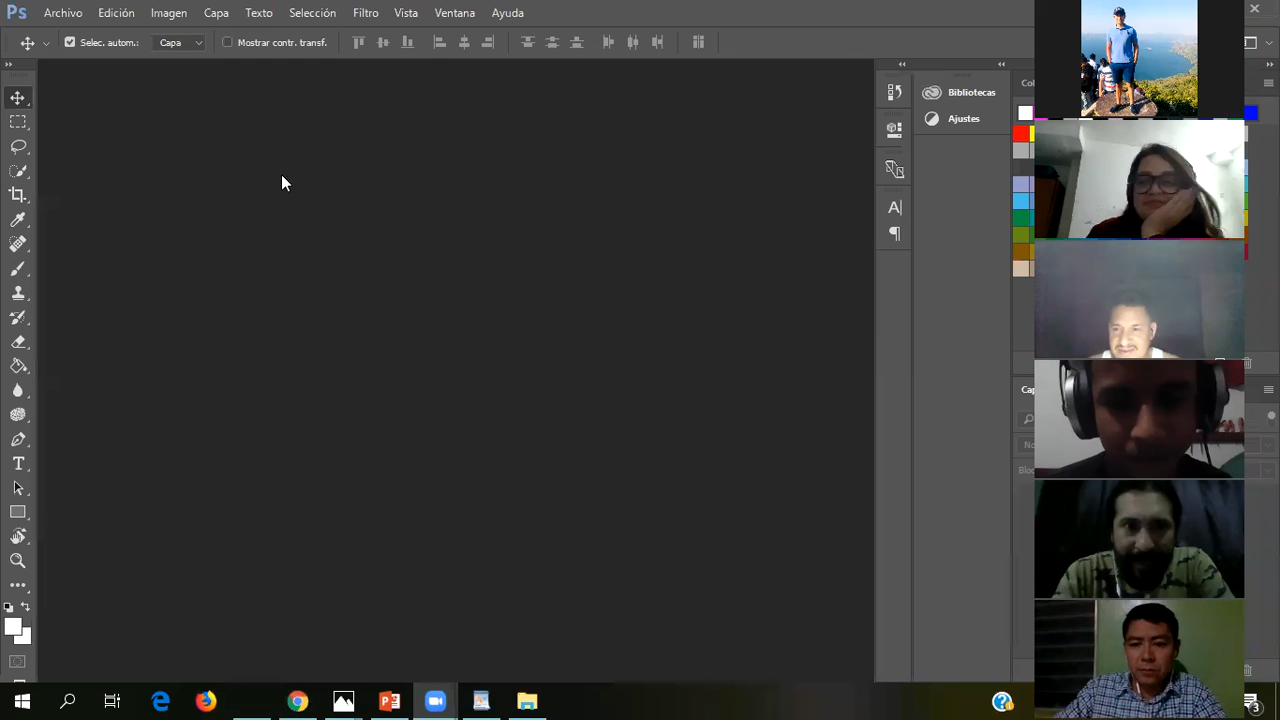 Ps Archivo Edición Imagen Capa Texto Selección Filtro Vista Ventana Ayuda
Selec. autom.: Capa Mostrar contr. transf.
Bibliotecas
Ajustes
A|
¶
T
3